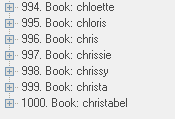 994. Book: chloette
995. Book: chloris
996. Book: chris
997. Book: chrissie
998. Book: chrissy
999. Book: christa
1000. Book: christabel